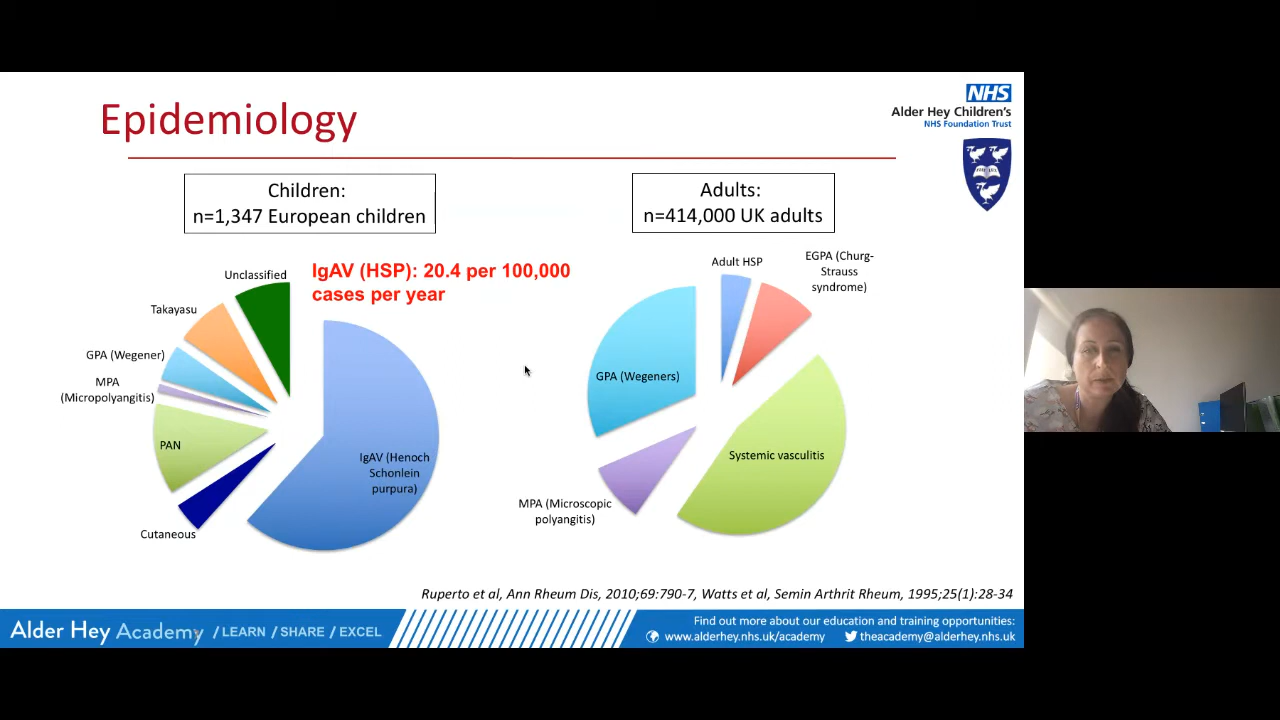 Epidemiology
NHS
Alder Hey Children's
NHS Foundation Trust
Children:
n=1,347 European children
Adults:
n=414,000 UK adults
IgAV (HSP): 20.4 per 100,000
cases per year
Unclassified
Takayasu
GPA (Wegener)
MPA
(Micropolyangitis)
PAN
Cutaneous
IgAV (Henoch
Schonlein
purpura)
Adult HSP
EGPA (Churg-
Strauss
syndrome)
GPA (Wegeners)
Systemic vasculitis
MPA (Microscopic
polyangitis)
Ruperto et al, Ann Rheum Dis, 2010;69:790-7, Watts et al, Semin Arthrit Rheum, 1995;25(1):28-34
Alder Hey Academy / LEARN / SHARE / EXCEL
Find out more about our education and training opportunities:
www.alderhey.nhs.uk/academy theacademy@alderhey.nhs.uk